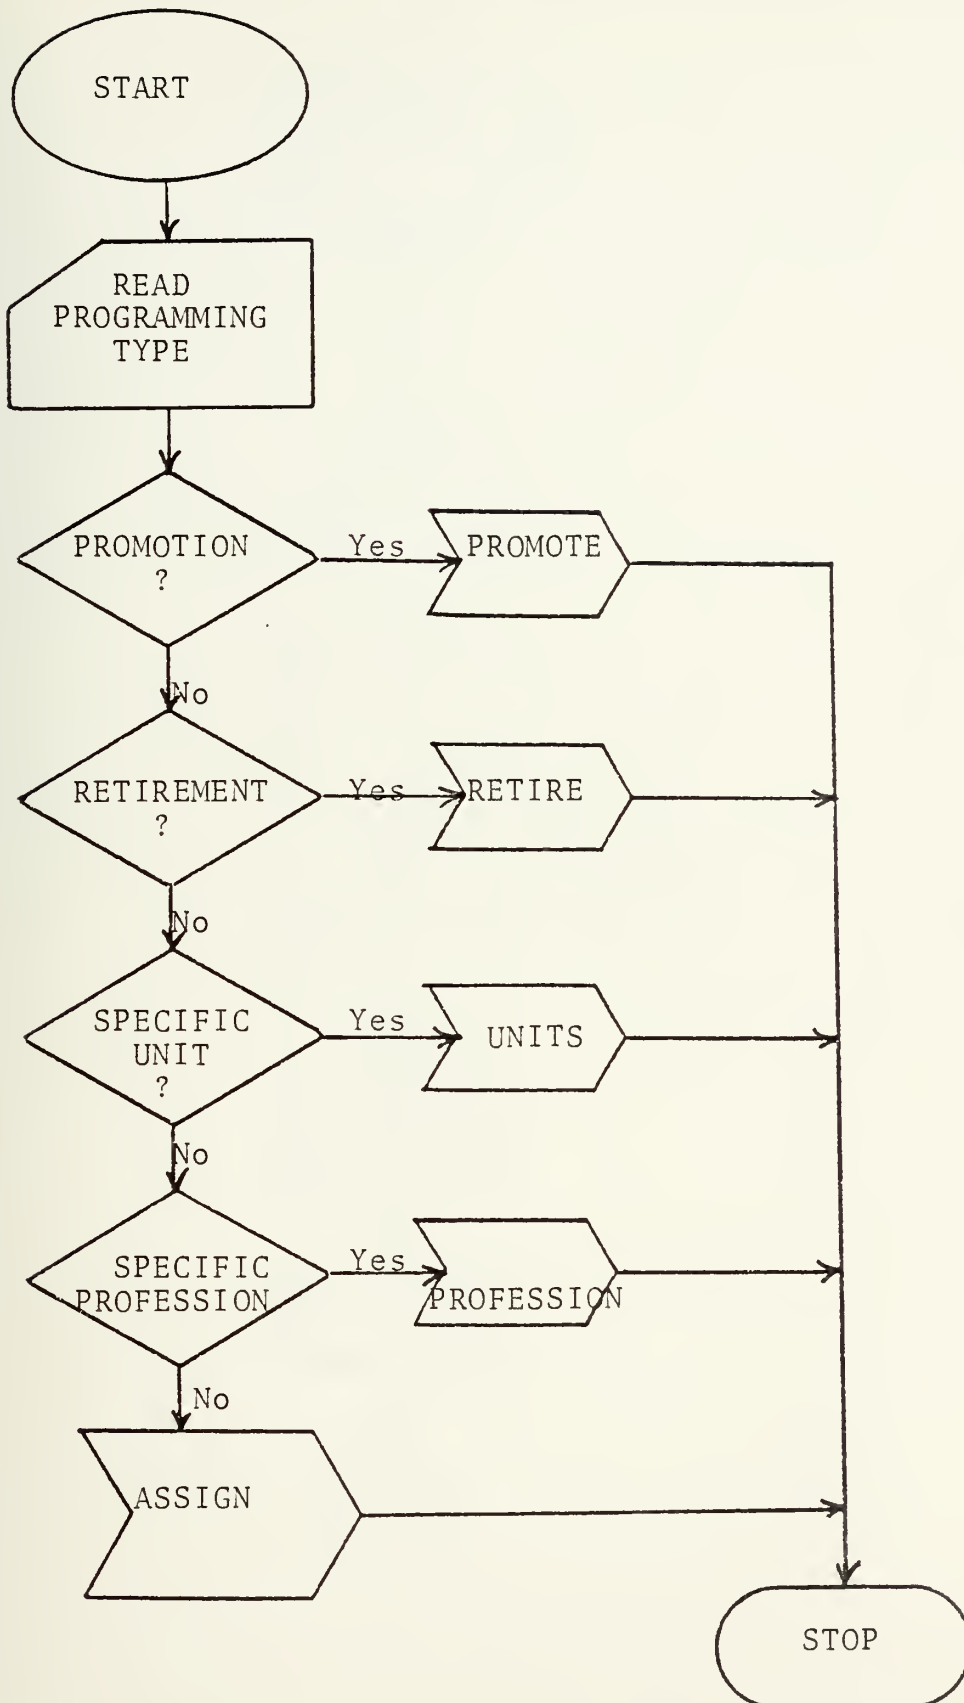 START
READ
PROGRAMMING
TYPE
PROMOTION
?
Yes
PROMOTE
No
RETIREMENT
?
Yes
RETIRE
No
SPECIFIC
UNIT
?
Yes
UNITS
No
SPECIFIC
PROFESSION
Yes
PROFESSION
No
ASSIGN
STOP